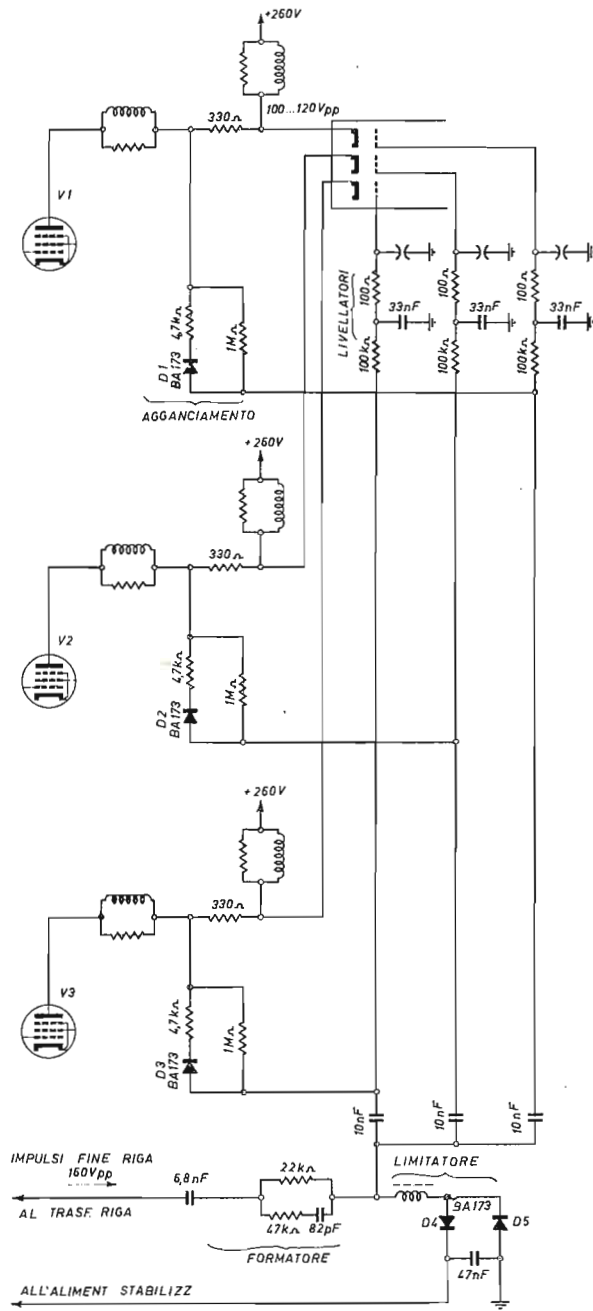 +260V
100...120Vpp
330Ω
V1
4,7kΩ
1MΩ
D1
BA173
AGGANCIAMENTO
LIVELLATORI
100Ω
100Ω
100Ω
33nF
33nF
33nF
100kΩ
100kΩ
100kΩ
+260V
330Ω
V2
4,7kΩ
1MΩ
D2
BA173
+260V
330Ω
V3
4,7kΩ
1MΩ
D3
BA173
10nF
10nF
10nF
IMPULSI FINE RIGA
160Vpp
AL TRASF. RIGA
6,8nF
22kΩ
47kΩ
82pF
FORMATORE
LIMITATORE
BA173
D4
D5
47nF
ALL'ALIMENT STABILIZZ